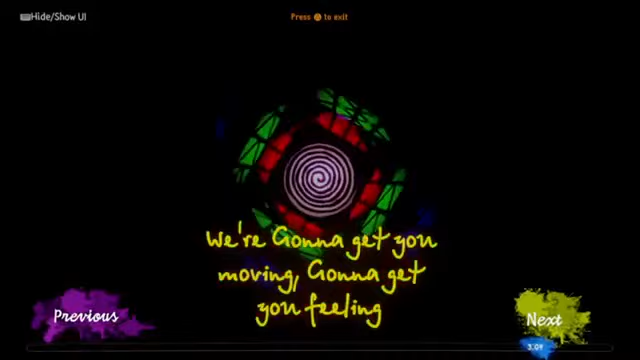 Hide/Show UI
Press Ⓐ to exit
We're Gonna get you
moving, Gonna get
you feeling
Previous
Next
3:09